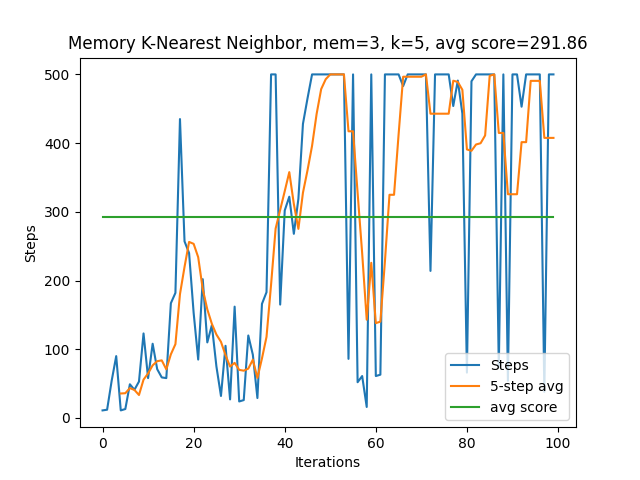 Memory K-Nearest Neighbor, mem=3, k=5, avg score=291.86
500
400
300
200
100
0
Steps
0 20 40 60 80 100
Iterations
Steps
5-step avg
avg score